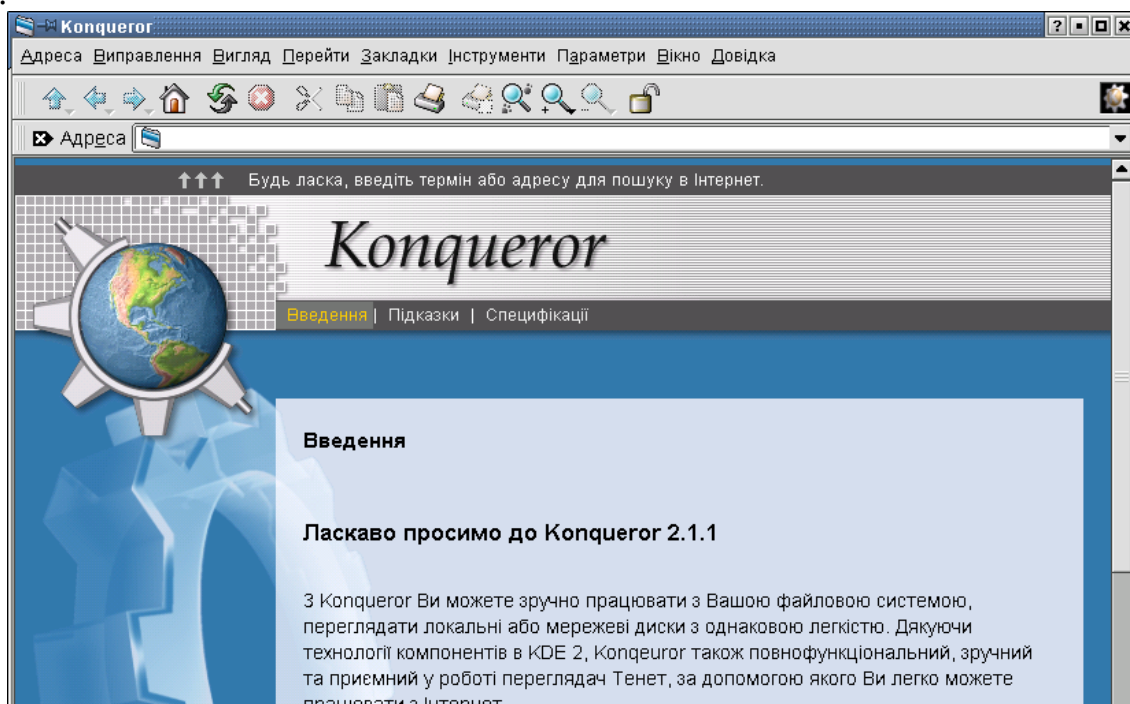 Konqueror
Адреса Виправлення Вигляд Перейти Закладки Інструменти Параметри Вікно Довідка
Адреса
Будь ласка, введіть термін або адресу для пошуку в Інтернет.
Konqueror
Введення | Підказки | Специфікації
Введення
Ласкаво просимо до Konqueror 2.1.1
З Konqueror Ви можете зручно працювати з Вашою файловою системою,
переглядати локальні або мережеві диски з однаковою легкістю. Дякуючи
технології компонентів в KDE 2, Konqeuror також повнофункціональний, зручний
та приємний у роботі переглядач Тенет, за допомогою якого Ви легко можете
працювати з Інтернет